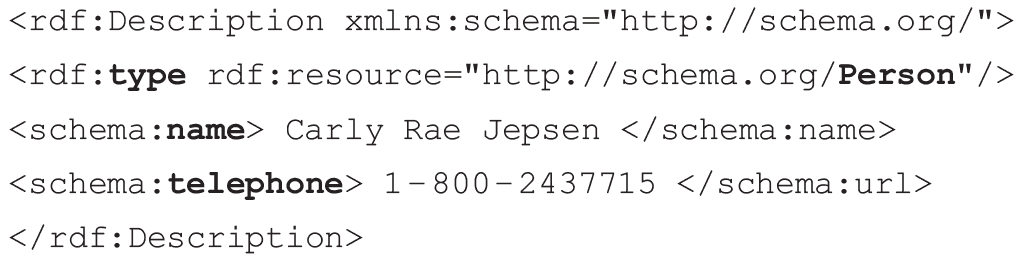 <rdf:Description xmlns:schema="http://schema.org/">
<rdf:type rdf:resource="http://schema.org/Person"/>
<schema:name> Carly Rae Jepsen </schema:name>
<schema:telephone> 1-800-2437715 </schema:url>
</rdf:Description>